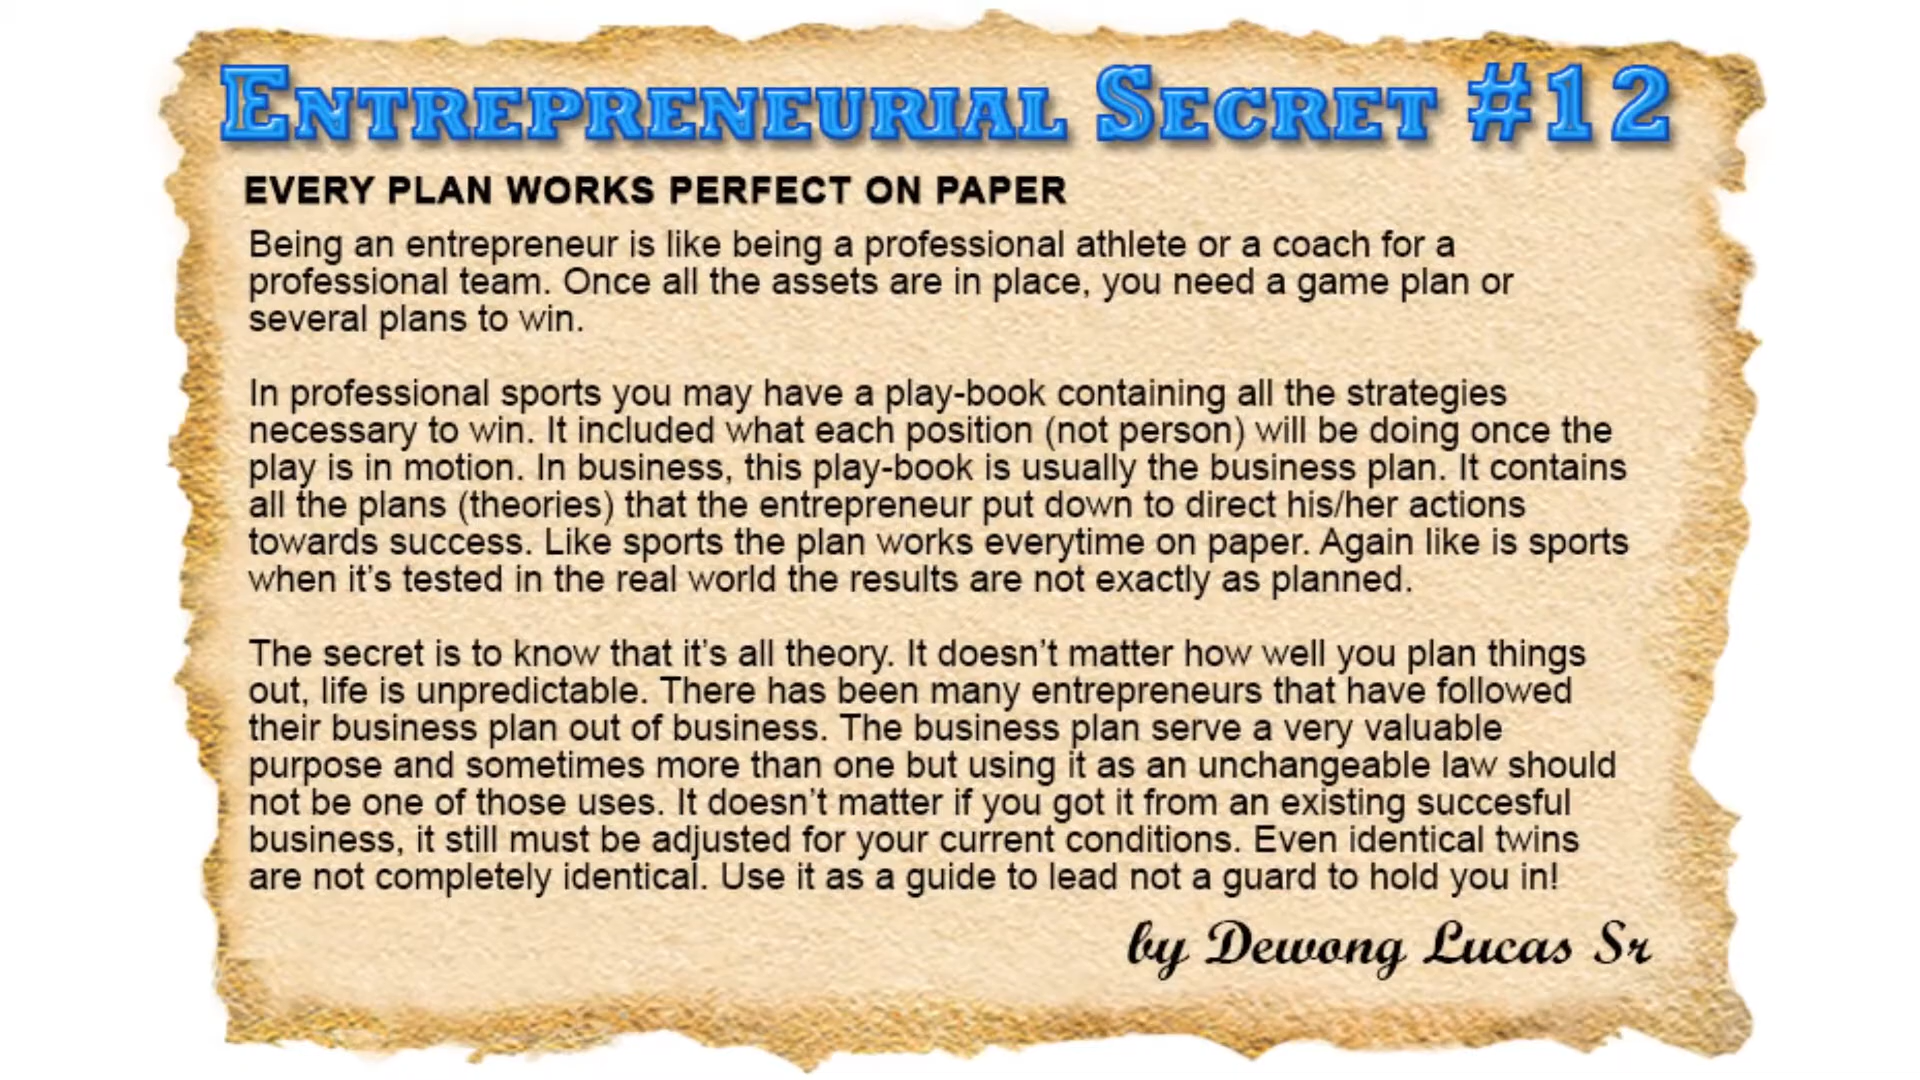 ENTREPRENEURIAL SECRET #12
EVERY PLAN WORKS PERFECT ON PAPER
Being an entrepreneur is like being a professional athlete or a coach for a
professional team. Once all the assets are in place, you need a game plan or
several plans to win.
In professional sports you may have a play-book containing all the strategies
necessary to win. It included what each position (not person) will be doing once the
play is in motion. In business, this play-book is usually the business plan. It contains
all the plans (theories) that the entrepreneur put down to direct his/her actions
towards success. Like sports the plan works everytime on paper. Again like is sports
when it’s tested in the real world the results are not exactly as planned.
The secret is to know that it’s all theory. It doesn’t matter how well you plan things
out, life is unpredictable. There has been many entrepreneurs that have followed
their business plan out of business. The business plan serve a very valuable
purpose and sometimes more than one but using it as an unchangeable law should
not be one of those uses. It doesn’t matter if you got it from an existing succesful
business, it still must be adjusted for your current conditions. Even identical twins
are not completely identical. Use it as a guide to lead not a guard to hold you in!
by Dewong Lucas Sr